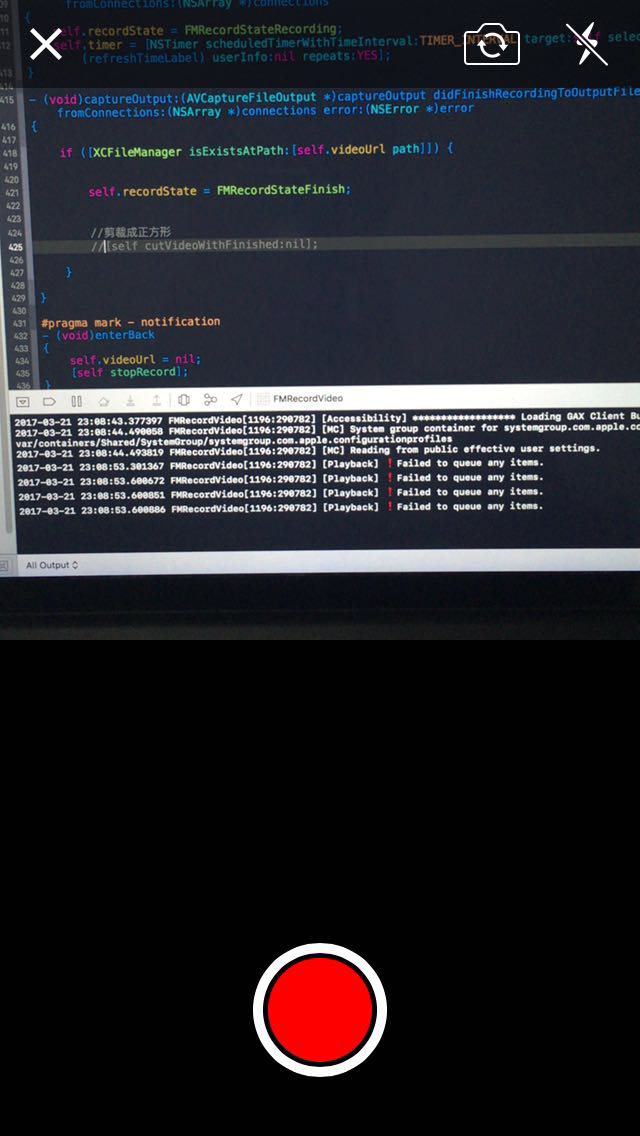 fromConnections:(NSArray *)connections
{
self.recordState = FMRecordStateRecording;
self.timer = [NSTimer scheduledTimerWithTimeInterval:TIMER_INTERVAL target:self
(refreshTimeLabel) userInfo:nil repeats:YES];
413 }
414
415 - (void)captureOutput:(AVCaptureFileOutput *)captureOutput didFinishRecordingToOutputFile
fromConnections:(NSArray *)connections error:(NSError *)error
416 {
417
418 if ([XCFileManager isExistsAtPath:[self.videoUrl path]]) {
419
420
421 self.recordState = FMRecordStateFinish;
422
423
424 //剪裁成正方形
425 //[self cutVideoWithFinished:nil];
426
427 }
428
429 }
430
431 #pragma mark - notification
432 - (void)enterBack
433 {
434 self.videoUrl = nil;
435 [self stopRecord];
436 }
FMRecordVideo
2017-03-21 23:08:43.377397 FMRecordVideo[1196:290782] [Accessibility] ****************** Loading GAX Client Bu
2017-03-21 23:08:44.490058 FMRecordVideo[1196:290782] [MC] System group container for systemgroup.com.apple.co
var/containers/Shared/SystemGroup/systemgroup.com.apple.configurationprofiles
2017-03-21 23:08:44.493819 FMRecordVideo[1196:290782] [MC] Reading from public effective user settings.
2017-03-21 23:08:53.301367 FMRecordVideo[1196:290782] [Playback] ❗Failed to queue any items.
2017-03-21 23:08:53.600672 FMRecordVideo[1196:290782] [Playback] ❗Failed to queue any items.
2017-03-21 23:08:53.600851 FMRecordVideo[1196:290782] [Playback] ❗Failed to queue any items.
2017-03-21 23:08:53.600886 FMRecordVideo[1196:290782] [Playback] ❗Failed to queue any items.
All Output